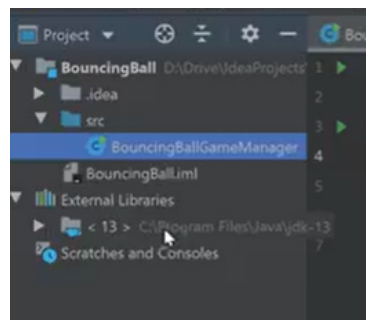 Project
Bou
BouncingBall D:\Drive\IdeaProjects\ 1
.idea 2
src 3
BouncingBallGameManager 4
BouncingBall.iml 5
External Libraries
< 13 > C:\Program Files\Java\jdk-13
Scratches and Consoles 7